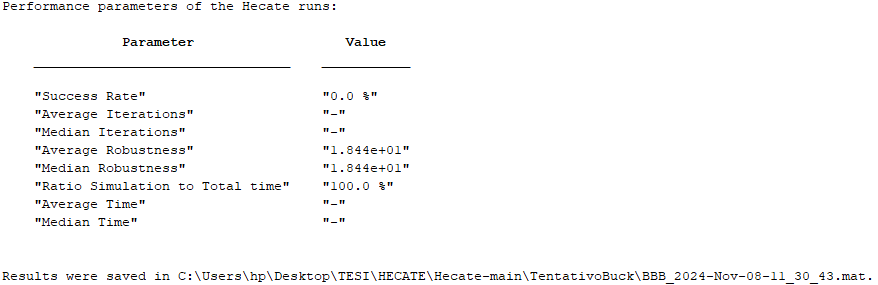 Performance parameters of the Hecate runs:
Parameter Value
"Success Rate" "0.0 %"
"Average Iterations" "-"
"Median Iterations" "-"
"Average Robustness" "1.844e+01"
"Median Robustness" "1.844e+01"
"Ratio Simulation to Total time" "100.0 %"
"Average Time" "-"
"Median Time" "-"
Results were saved in C:\Users\hp\Desktop\TESI\HECATE\Hecate-main\TentativoBuck\BBB_2024-Nov-08-11_30_43.mat.